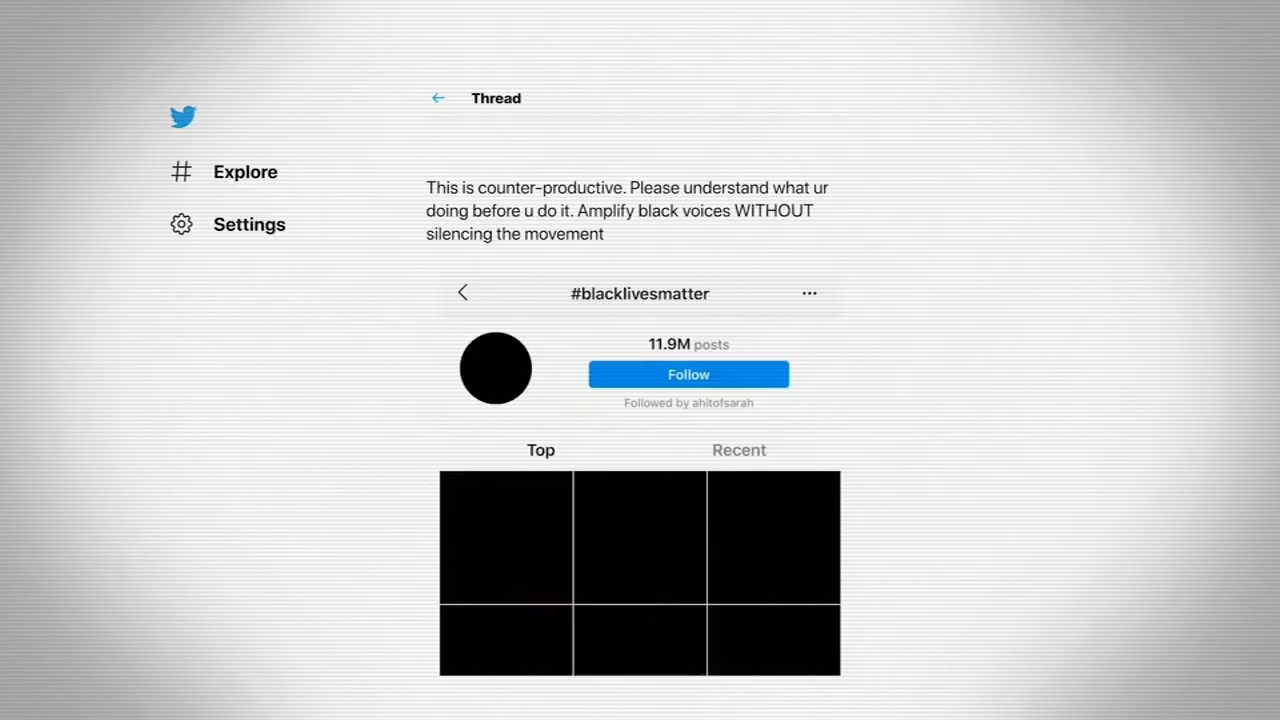 Thread
Explore
Settings
This is counter-productive. Please understand what ur
doing before u do it. Amplify black voices WITHOUT
silencing the movement
#blacklivesmatter
11.9M posts
Follow
Followed by ahitofsarah
Top Recent